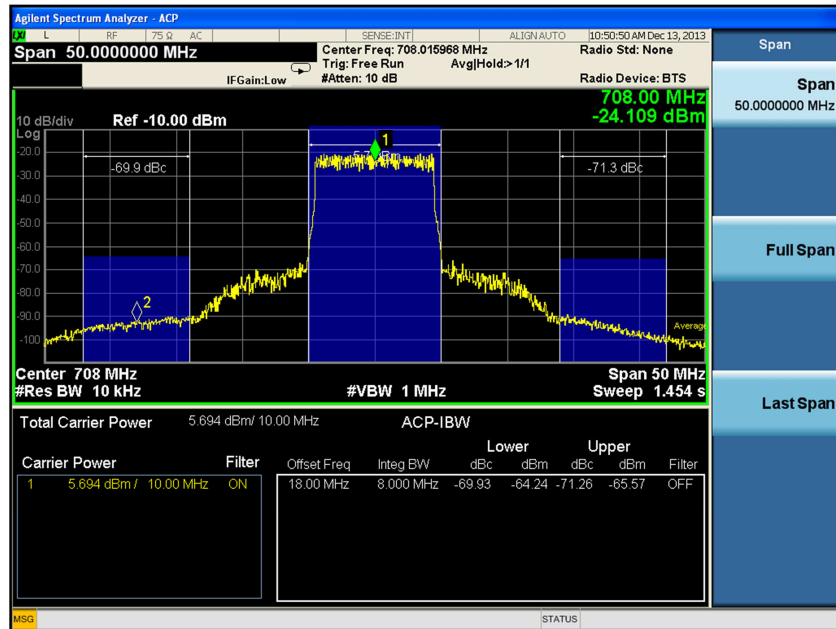 Agilent Spectrum Analyzer - ACP
LXI L RF 75 Ω AC SENSE:INT ALIGN AUTO 10:50:50 AM Dec 13, 2013
Span 50.0000000 MHz
Center Freq: 708.015968 MHz
Radio Std: None
Trig: Free Run Avg|Hold:>1/1
IFGain:Low
#Atten: 10 dB
Radio Device: BTS
708.00 MHz
-24.109 dBm
10 dB/div Ref -10.00 dBm
Log
1
-20.0
-69.9 dBc
-71.3 dBc
-30.0
-40.0
-50.0
-60.0
-70.0
-80.0
2
-90.0
Average
-100
Center 708 MHz
Span 50 MHz
#Res BW 10 kHz
#VBW 1 MHz
Sweep 1.454 s
Total Carrier Power 5.694 dBm/ 10.00 MHz ACP-IBW
Lower Upper
Carrier Power Filter Offset Freq Integ BW dBc dBm dBc dBm Filter
1 5.694 dBm / 10.00 MHz ON 18.00 MHz 8.000 MHz -69.93 -64.24 -71.26 -65.57 OFF
MSG STATUS
Span
Span
50.0000000 MHz
Full Span
Last Span